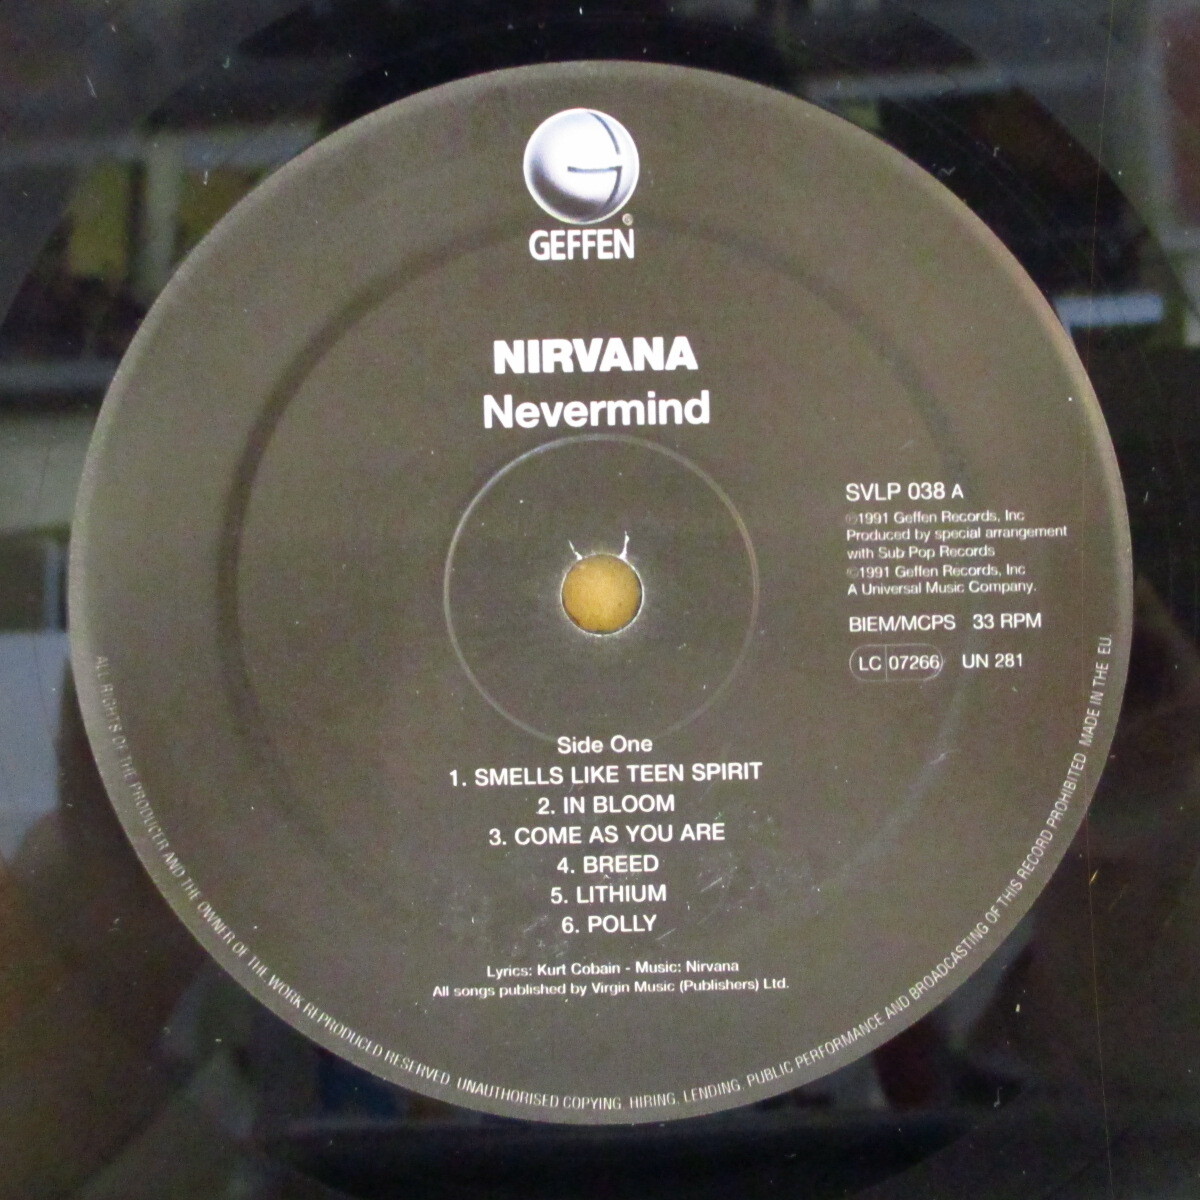 GEFFEN®
NIRVANA
Nevermind
SVLP 038 A
℗1991 Geffen Records, Inc
Produced by special arrangement
with Sub Pop Records
©1991 Geffen Records, Inc
A Universal Music Company.
BIEM/MCPS 33 RPM
LC 07266 UN 281
Side One
1. SMELLS LIKE TEEN SPIRIT
2. IN BLOOM
3. COME AS YOU ARE
4. BREED
5. LITHIUM
6. POLLY
Lyrics: Kurt Cobain - Music: Nirvana
All songs published by Virgin Music (Publishers) Ltd.
ALL RIGHTS OF THE PRODUCER AND THE OWNER OF THE WORK REPRODUCED RESERVED. UNAUTHORISED COPYING. HIRING. LENDING. PUBLIC PERFORMANCE AND BROADCASTING OF THIS RECORD PROHIBITED. MADE IN THE EU.